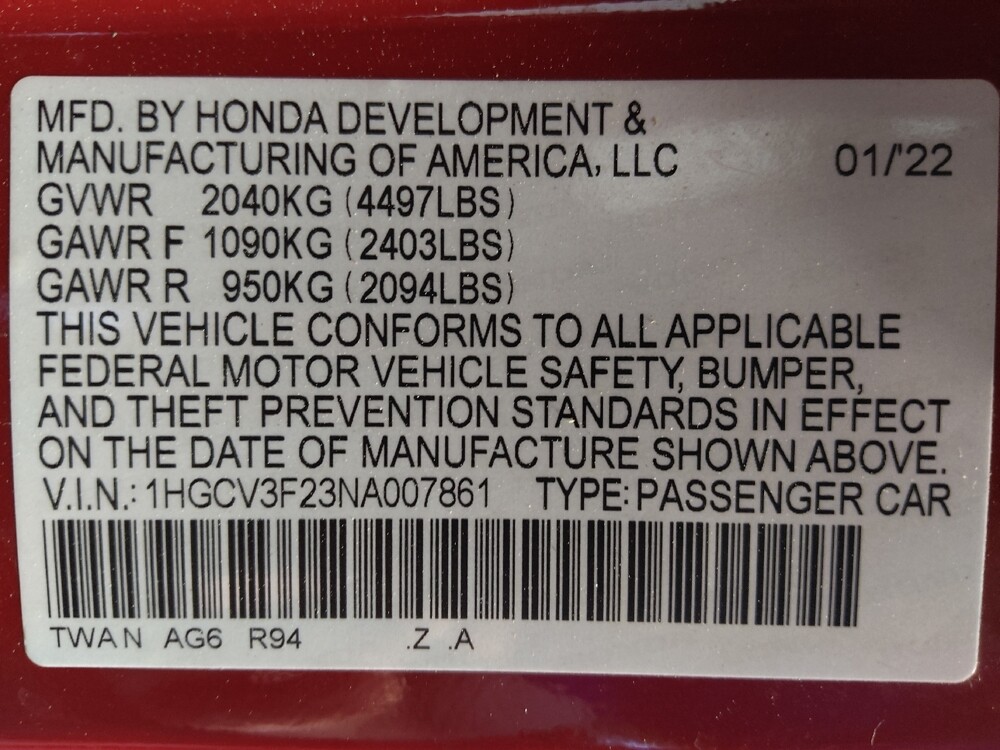 MFD. BY HONDA DEVELOPMENT &
MANUFACTURING OF AMERICA, LLC 01/'22
GVWR 2040KG (4497LBS)
GAWR F 1090KG (2403LBS)
GAWR R 950KG (2094LBS)
THIS VEHICLE CONFORMS TO ALL APPLICABLE
FEDERAL MOTOR VEHICLE SAFETY, BUMPER,
AND THEFT PREVENTION STANDARDS IN EFFECT
ON THE DATE OF MANUFACTURE SHOWN ABOVE.
V.I.N.: 1HGCV3F23NA007861 TYPE: PASSENGER CAR
TWAN AG6 R94 .Z .A